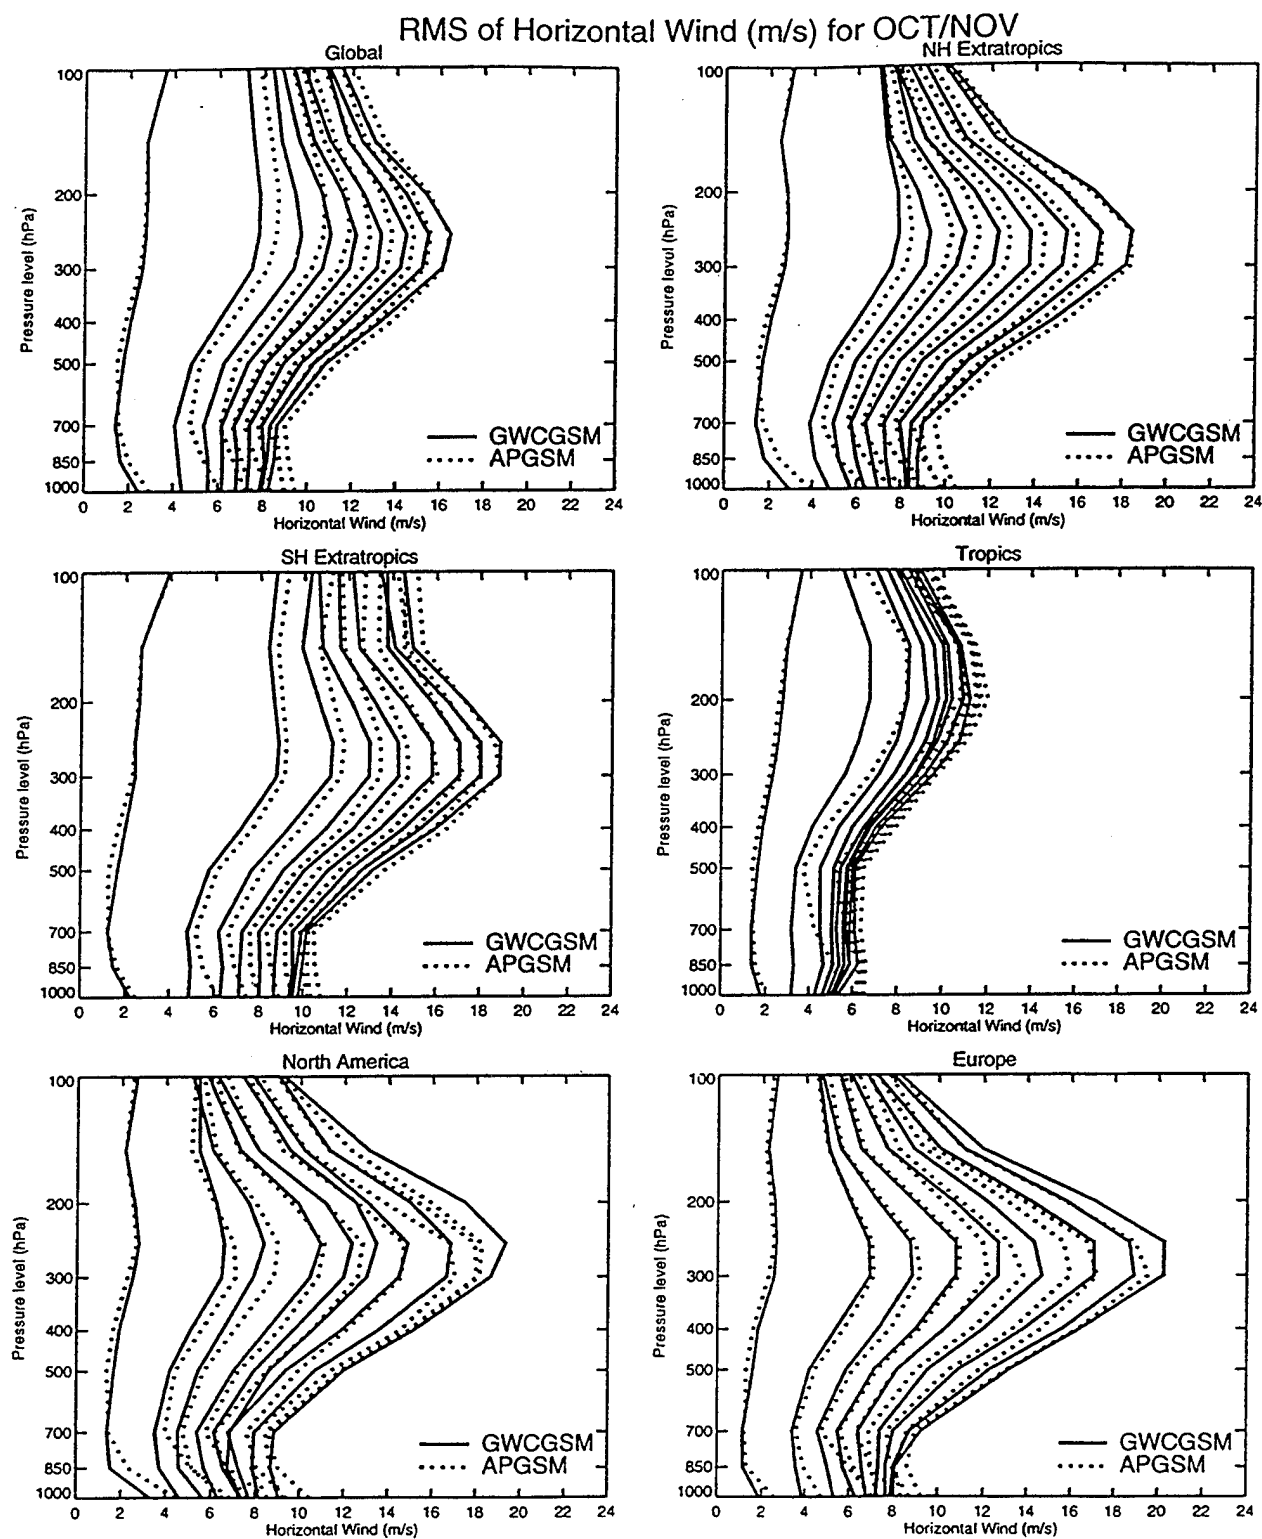 RMS of Horizontal Wind (m/s) for OCT/NOV
Global
Pressure level (hPa)
100
200
300
400
500
700
850
1000
GWCGSM
APGSM
0 2 4 6 8 10 12 14 16 18 20 22 24
Horizontal Wind (m/s)
NH Extratropics
Pressure level (hPa)
100
200
300
400
500
700
850
1000
GWCGSM
APGSM
0 2 4 6 8 10 12 14 16 18 20 22 24
Horizontal Wind (m/s)
SH Extratropics
Pressure level (hPa)
100
200
300
400
500
700
850
1000
GWCGSM
APGSM
0 2 4 6 8 10 12 14 16 18 20 22 24
Horizontal Wind (m/s)
Tropics
Pressure level (hPa)
100
200
300
400
500
700
850
1000
GWCGSM
APGSM
0 2 4 6 8 10 12 14 16 18 20 22 24
Horizontal Wind (m/s)
North America
Pressure level (hPa)
100
200
300
400
500
700
850
1000
GWCGSM
APGSM
0 2 4 6 8 10 12 14 16 18 20 22 24
Horizontal Wind (m/s)
Europe
Pressure level (hPa)
100
200
300
400
500
700
850
1000
GWCGSM
APGSM
0 2 4 6 8 10 12 14 16 18 20 22 24
Horizontal Wind (m/s)